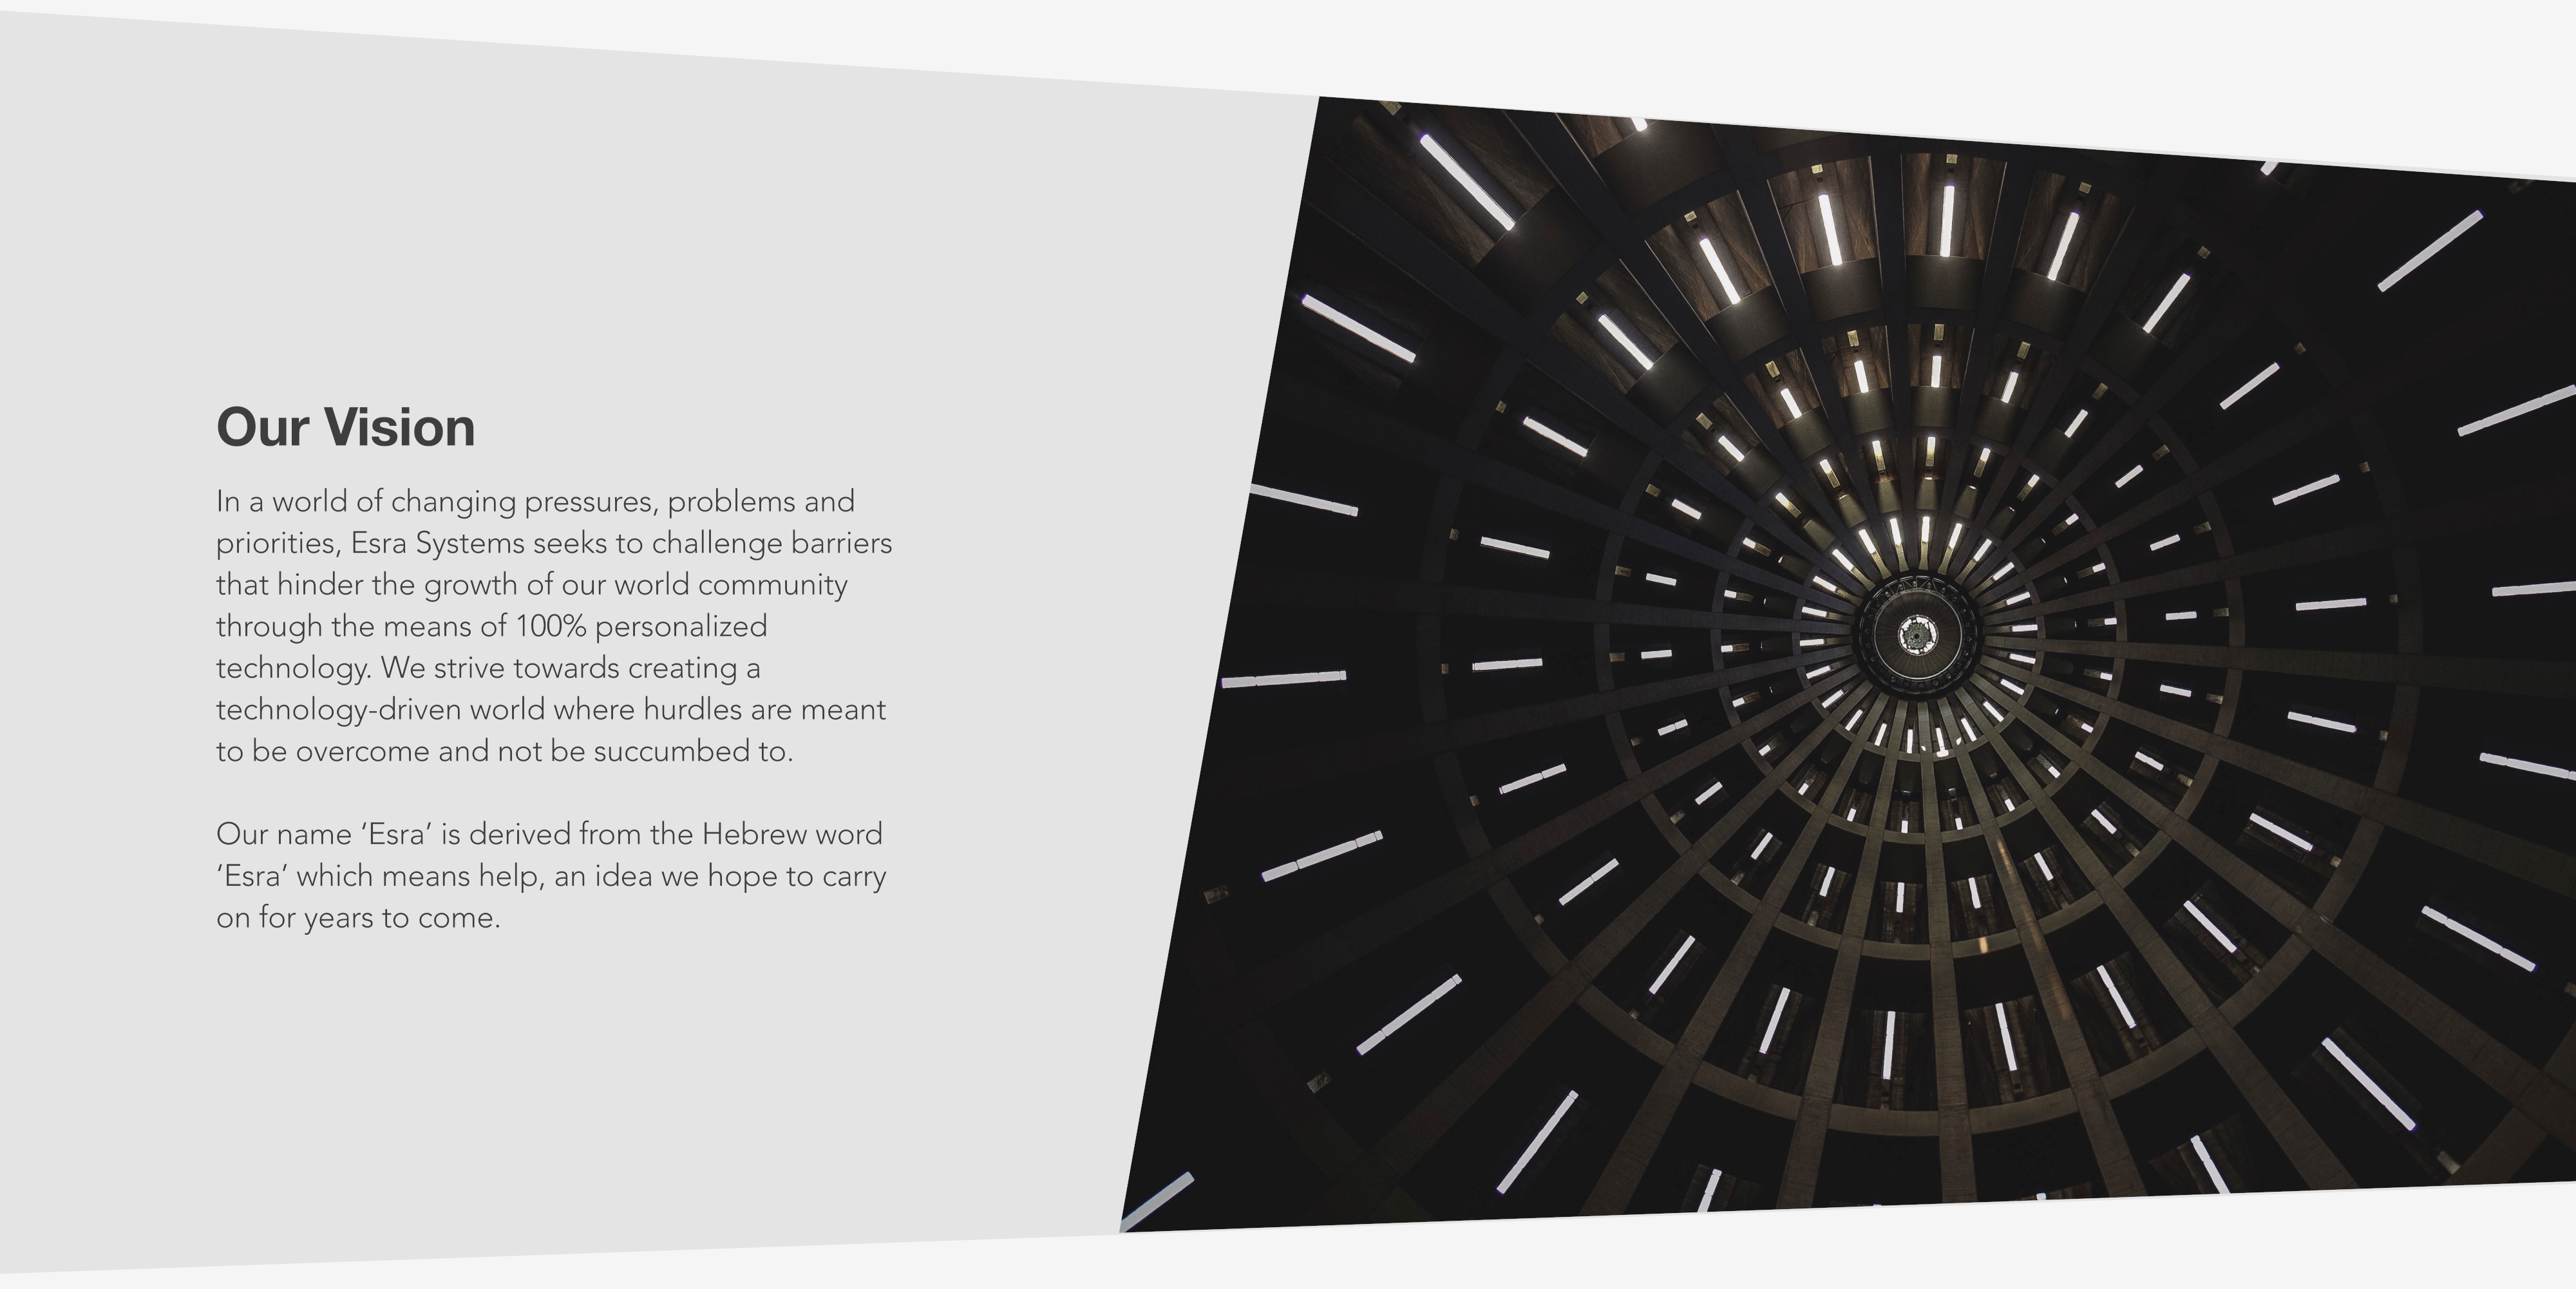 Our Vision
In a world of changing pressures, problems and
priorities, Esra Systems seeks to challenge barriers
that hinder the growth of our world community
through the means of 100% personalized
technology. We strive towards creating a
technology-driven world where hurdles are meant
to be overcome and not be succumbed to.
Our name ‘Esra’ is derived from the Hebrew word
‘Esra’ which means help, an idea we hope to carry
on for years to come.